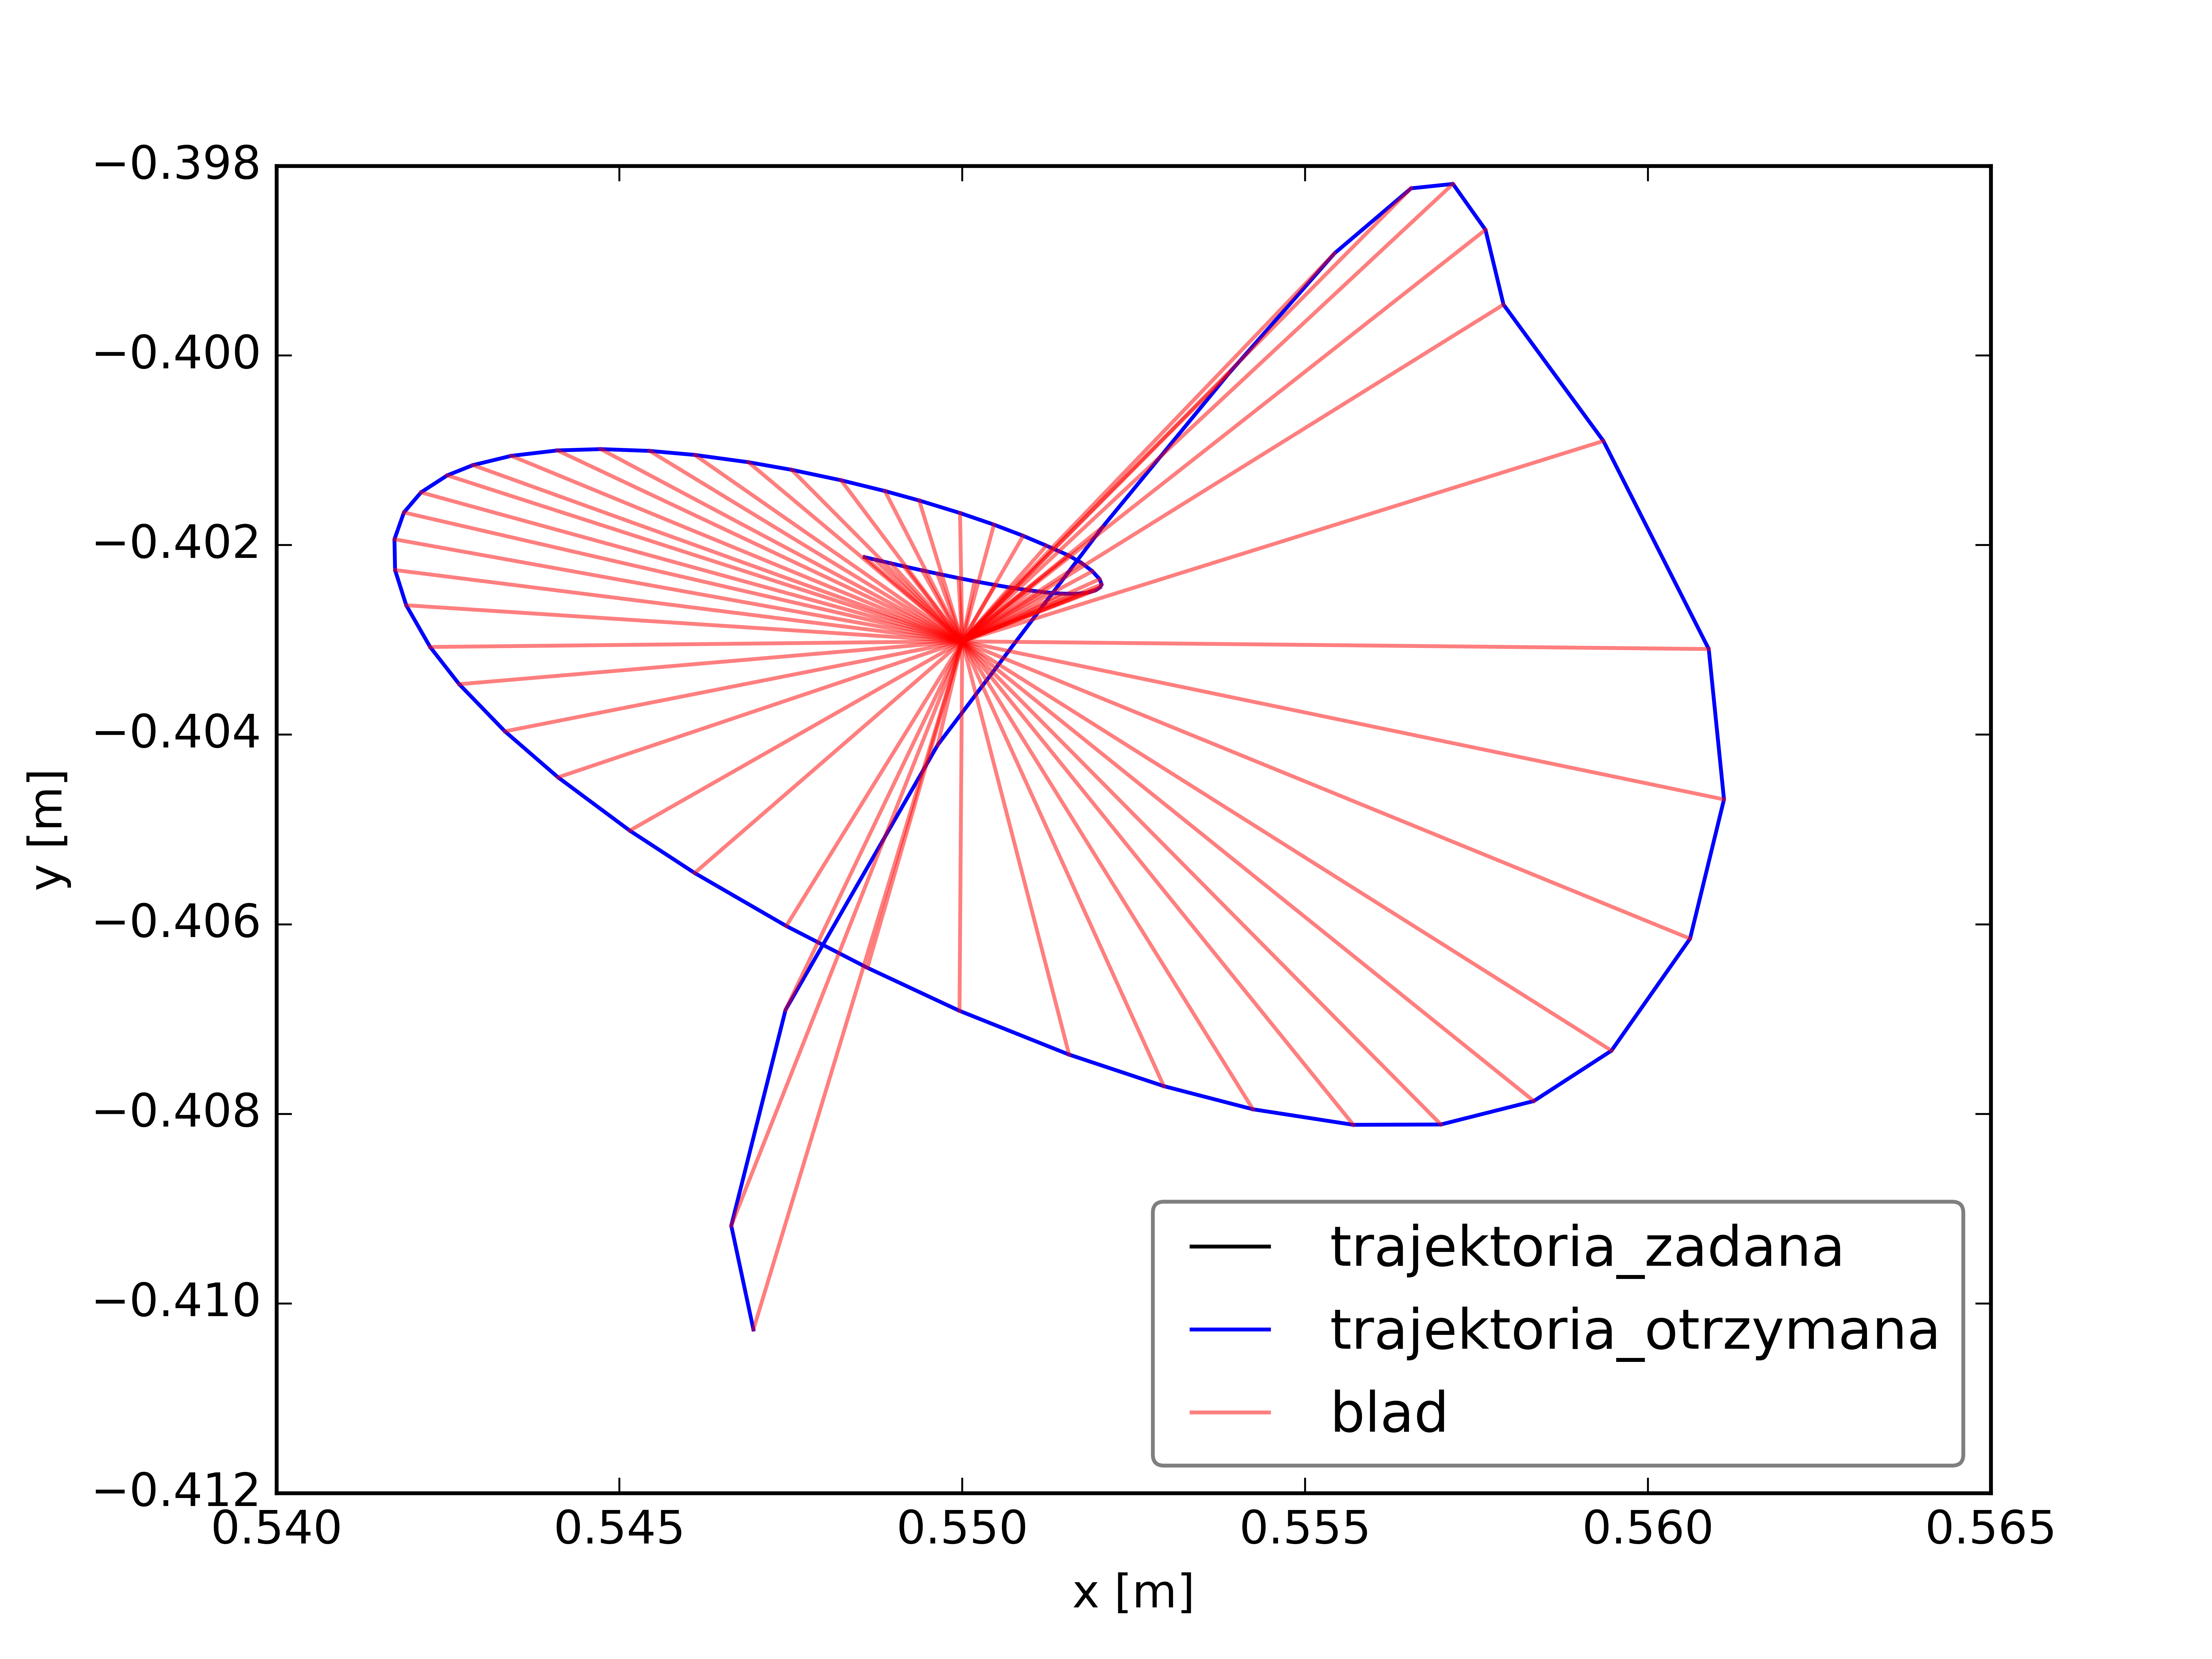 −0.398
−0.400
−0.402
−0.404
−0.406
−0.408
−0.410
−0.412
y [m]
trajektoria_zadana
trajektoria_otrzymana
blad
0.540 0.545 0.550 0.555 0.560 0.565
x [m]